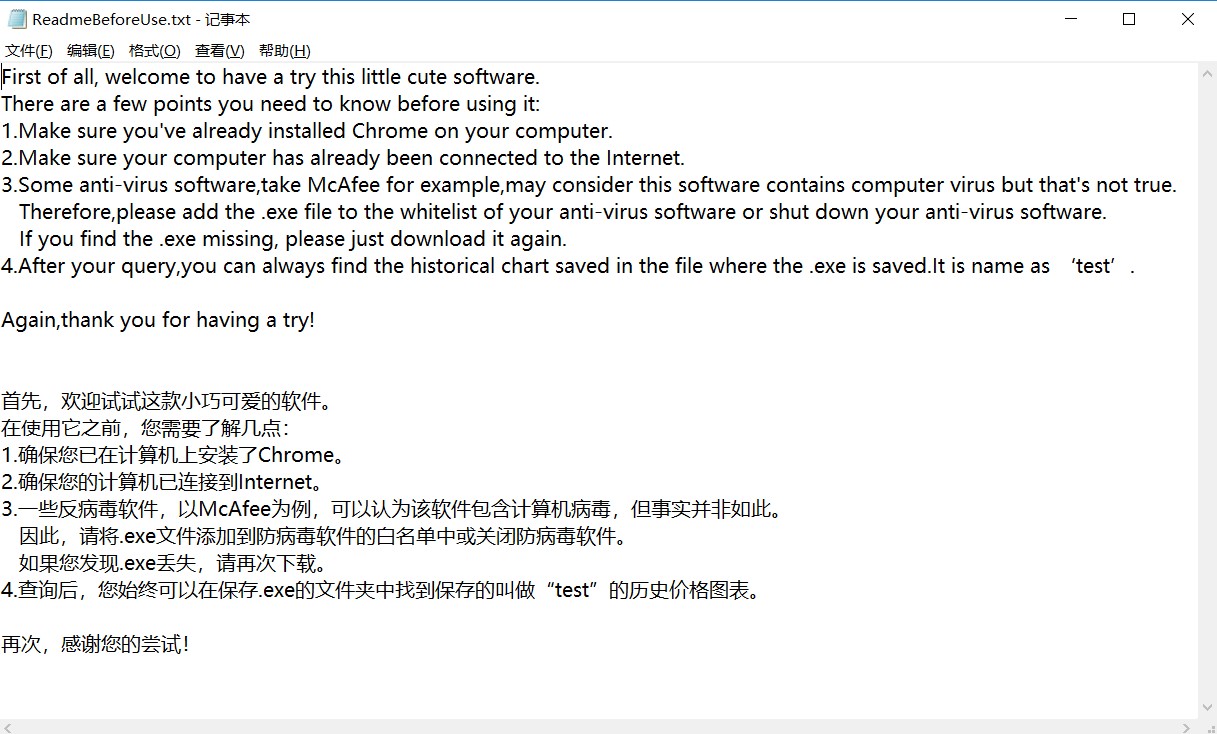 ReadmeBeforeUse.txt - 记事本
文件(F) 编辑(E) 格式(O) 查看(V) 帮助(H)
First of all, welcome to have a try this little cute software.
There are a few points you need to know before using it:
1.Make sure you've already installed Chrome on your computer.
2.Make sure your computer has already been connected to the Internet.
3.Some anti-virus software,take McAfee for example,may consider this software contains computer virus but that's not true.
Therefore,please add the .exe file to the whitelist of your anti-virus software or shut down your anti-virus software.
If you find the .exe missing, please just download it again.
4.After your query,you can always find the historical chart saved in the file where the .exe is saved.It is name as ‘test’.
Again,thank you for having a try!
首先，欢迎试试这款小巧可爱的软件。
在使用它之前，您需要了解几点：
1.确保您已在计算机上安装了Chrome。
2.确保您的计算机已连接到Internet。
3.一些反病毒软件，以McAfee为例，可以认为该软件包含计算机病毒，但事实并非如此。
因此，请将.exe文件添加到防病毒软件的白名单中或关闭防病毒软件。
如果您发现.exe丢失，请再次下载。
4.查询后，您始终可以在保存.exe的文件夹中找到保存的叫做“test”的历史价格图表。
再次，感谢您的尝试！